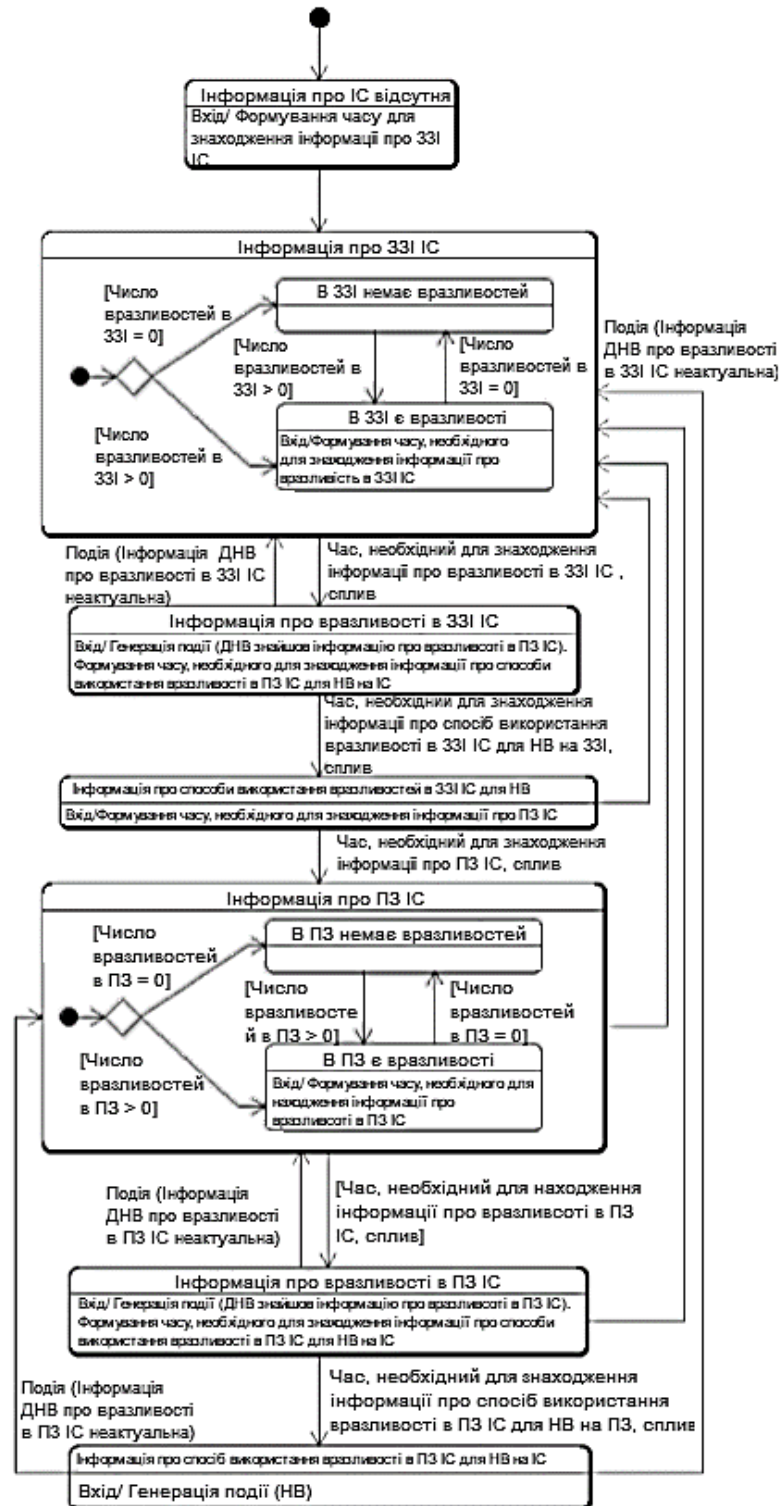 Інформація про ІС відсутня
Вхід/ Формування часу для
знаходження інформації про ЗЗІ
ІС
Інформація про ЗЗІ ІС
[Число
вразливостей в
ЗЗІ = 0]
В ЗЗІ немає вразливостей
[Число
вразливостей в
ЗЗІ > 0]
[Число
вразливостей в
ЗЗІ = 0]
[Число
вразливостей в
ЗЗІ > 0]
В ЗЗІ є вразливості
Вхід/Формування часу, необхідного
для знаходження інформації про
вразливість в ЗЗІ ІС
Подія (Інформація
ДНВ про вразливості
в ЗЗІ ІС неактуальна)
Подія (Інформація ДНВ
про вразливості в ЗЗІ ІС
неактуальна)
Час, необхідний для знаходження
інформації про вразливості в ЗЗІ ІС ,
сплив
Інформація про вразливості в ЗЗІ ІС
Вхід/ Генерація події (ДНВ знайшов інформацію про вразливсоті в ПЗ ІС).
Формування часу, необхідного для знаходження інформації про способи
використання вразливості в ПЗ ІС для НВ на ІС
Час, необхідний для знаходження
інформації про спосіб використання
вразливості в ЗЗІ ІС для НВ на ЗЗІ,
сплив
Інформація про способи використання вразливостей в ЗЗІ ІС для НВ
Вхід/Формування часу, необхідного для знаходження інформації про ПЗ ІС
Час, необхідний для знаходження
інформації про ПЗ ІС, сплив
Інформація про ПЗ ІС
[Число
вразливостей
в ПЗ = 0]
В ПЗ немає вразливостей
[Число
вразливосте
й в ПЗ > 0]
[Число
вразливостей
в ПЗ = 0]
[Число
вразливостей
в ПЗ > 0]
В ПЗ є вразливості
Вхід/ Формування часу, необхідного для
находження інформації про
вразливсоті в ПЗ ІС
Подія (Інформація
ДНВ про вразливості
в ПЗ ІС неактуальна)
[Час, необхідний для находження
інформації про вразливсоті в ПЗ
ІС, сплив]
Інформація про вразливості в ПЗ ІС
Вхід/ Генерація події (ДНВ знайшов інформацію про вразливсоті в ПЗ ІС).
Формування часу, необхідного для знаходження інформації про способи
використання вразливості в ПЗ ІС для НВ на ІС
Подія (Інформація
ДНВ про вразливості
в ПЗ ІС неактуальна)
Час, необхідний для знаходження
інформації про спосіб використання
вразливості в ПЗ ІС для НВ на ПЗ, сплив
Інформація про спосіб використання вразливості в ПЗ ІС для НВ на ІС
Вхід/ Генерація події (НВ)